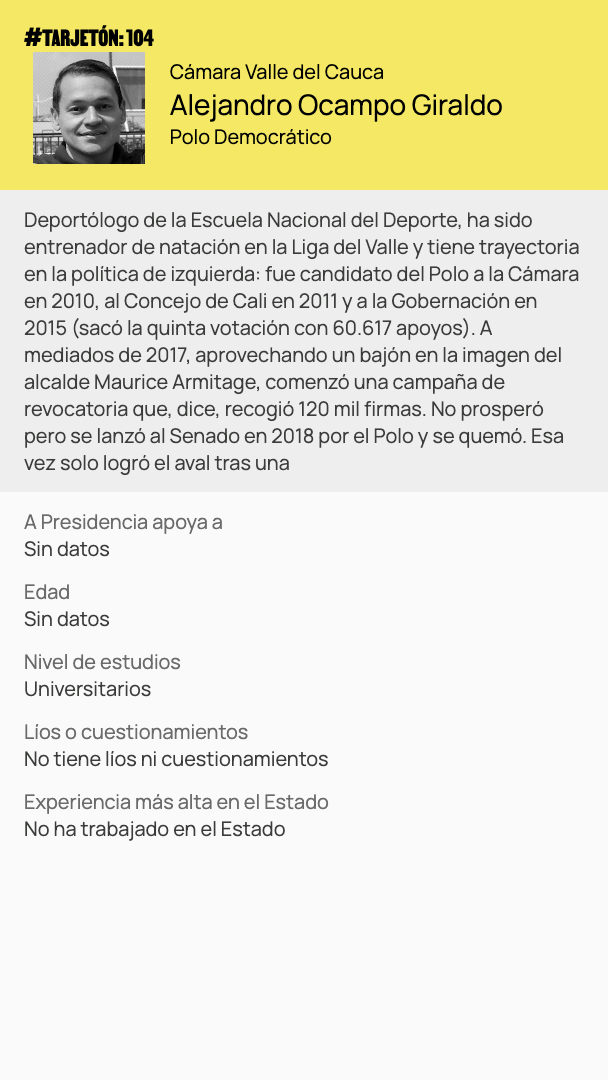 #TARJETÓN: 104
Cámara Valle del Cauca
Alejandro Ocampo Giraldo
Polo Democrático
Deportólogo de la Escuela Nacional del Deporte, ha sido
entrenador de natación en la Liga del Valle y tiene trayectoria
en la política de izquierda: fue candidato del Polo a la Cámara
en 2010, al Concejo de Cali en 2011 y a la Gobernación en
2015 (sacó la quinta votación con 60.617 apoyos). A
mediados de 2017, aprovechando un bajón en la imagen del
alcalde Maurice Armitage, comenzó una campaña de
revocatoria que, dice, recogió 120 mil firmas. No prosperó
pero se lanzó al Senado en 2018 por el Polo y se quemó. Esa
vez solo logró el aval tras una
A Presidencia apoya a
Sin datos
Edad
Sin datos
Nivel de estudios
Universitarios
Líos o cuestionamientos
No tiene líos ni cuestionamientos
Experiencia más alta en el Estado
No ha trabajado en el Estado